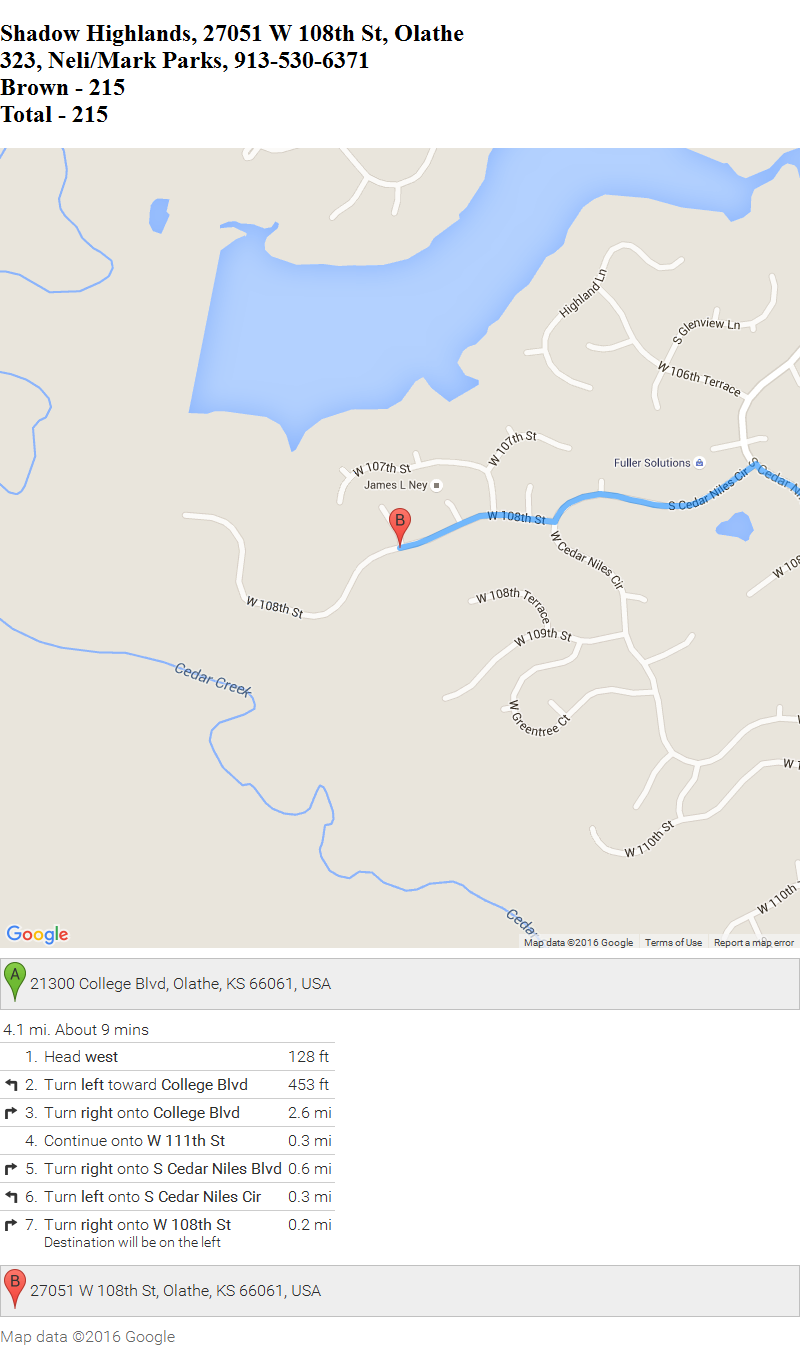 Shadow Highlands, 27051 W 108th St, Olathe
323, Neli/Mark Parks, 913-530-6371
Brown - 215
Total - 215
Highland Ln
S Glenview Ln
W 106th Terrace
W 107th St
W 107th St
Fuller Solutions
S Cedar Niles Cir
S Cedar Ni
James L Ney
B
W 108th St
W Cedar Niles Cir
W 108
W 108th St
W 108th Terrace
W 109th St
Cedar Creek
W Greentree Ct
W 1
W 110th St
W 110th
Cedar
Google
Map data ©2016 Google Terms of Use Report a map error
A 21300 College Blvd, Olathe, KS 66061, USA
4.1 mi. About 9 mins
1. Head west 128 ft
2. Turn left toward College Blvd 453 ft
3. Turn right onto College Blvd 2.6 mi
4. Continue onto W 111th St 0.3 mi
5. Turn right onto S Cedar Niles Blvd 0.6 mi
6. Turn left onto S Cedar Niles Cir 0.3 mi
7. Turn right onto W 108th St 0.2 mi
Destination will be on the left
B 27051 W 108th St, Olathe, KS 66061, USA
Map data ©2016 Google